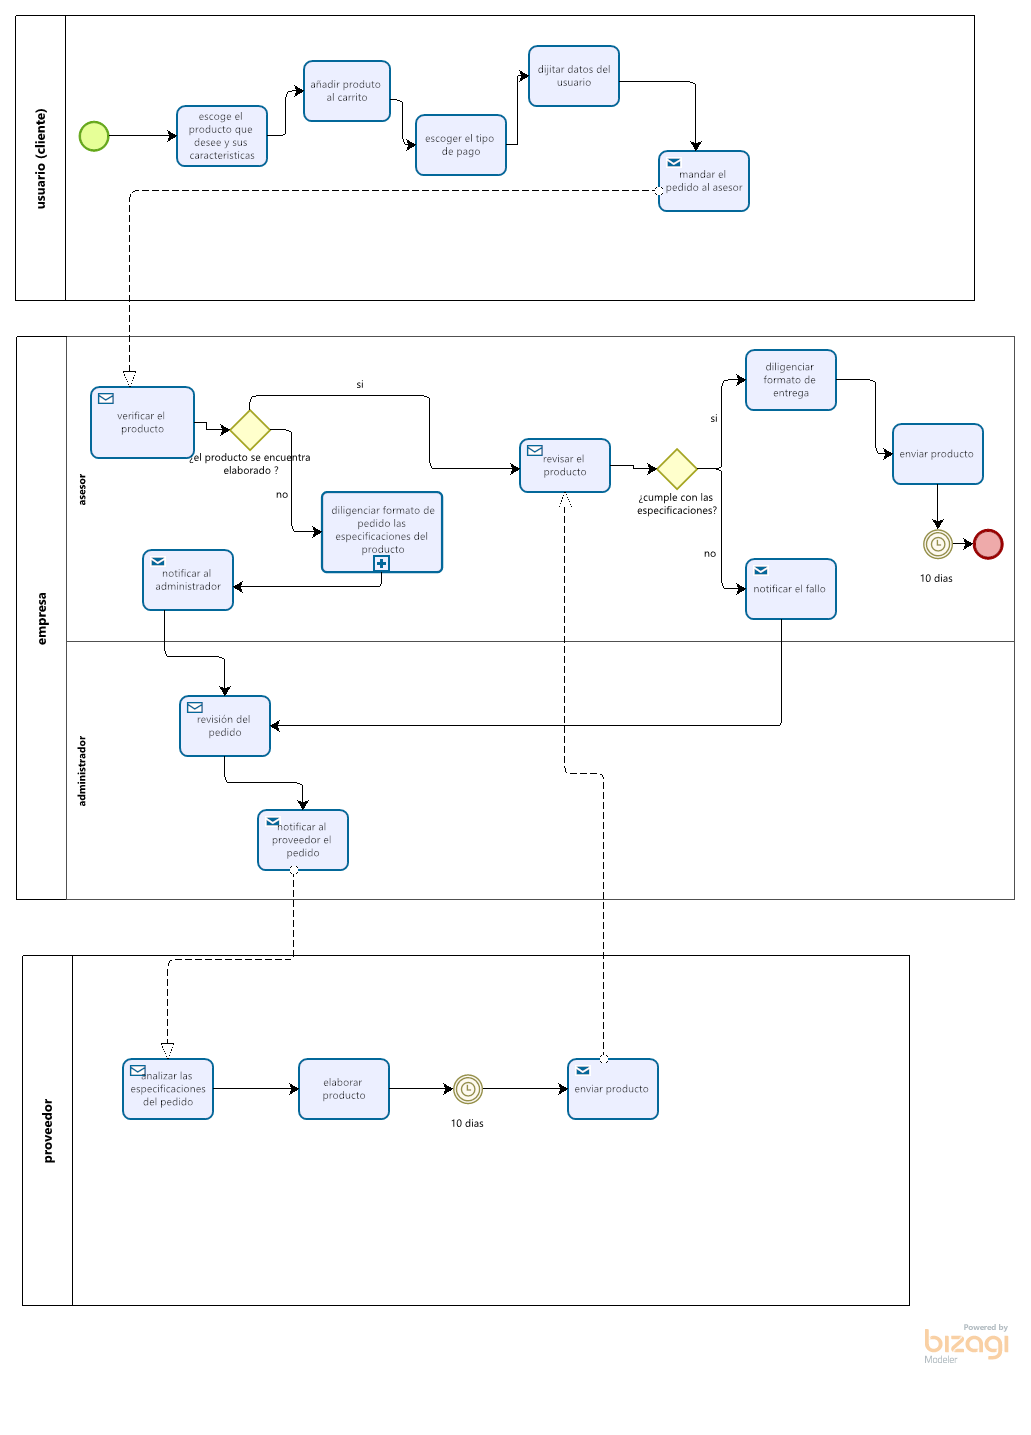 usuario (cliente)
escoge el
producto que
desee y sus
caracteristicas
añadir produto
al carrito
escoger el tipo
de pago
dijitar datos del
usuario
mandar el
pedido al asesor
empresa
asesor
verificar el
producto
¿el producto se encuentra
elaborado ?
si
no
diligenciar formato de
pedido las
especificaciones del
producto
notificar al
administrador
revisar el
producto
¿cumple con las
especificaciones?
si
no
diligenciar
formato de
entrega
enviar producto
10 dias
notificar el fallo
administrador
revisión del
pedido
notificar al
proveedor el
pedido
proveedor
analizar las
especificaciones
del pedido
elaborar
producto
10 dias
enviar producto
Powered by
bizagi
Modeler